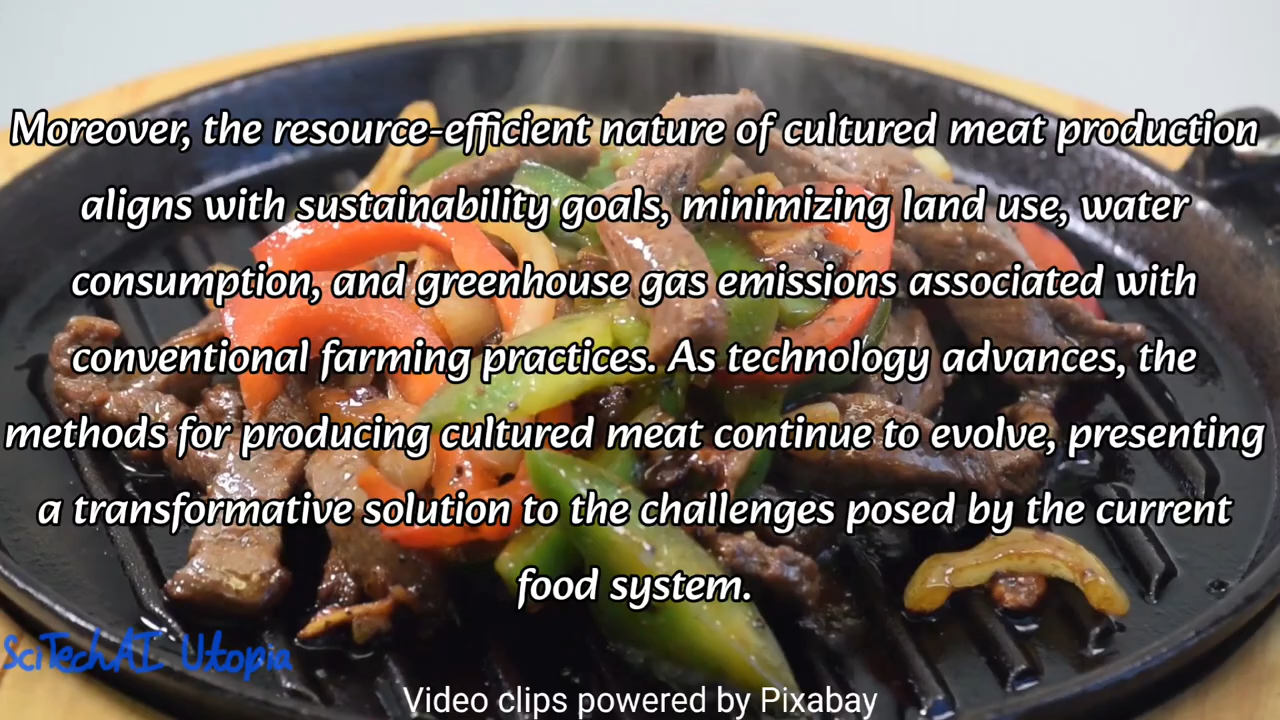 Moreover, the resource-efficient nature of cultured meat production
aligns with sustainability goals, minimizing land use, water
consumption, and greenhouse gas emissions associated with
conventional farming practices. As technology advances, the
methods for producing cultured meat continue to evolve, presenting
a transformative solution to the challenges posed by the current
food system.
SciTechAI Utopia
Video clips powered by Pixabay